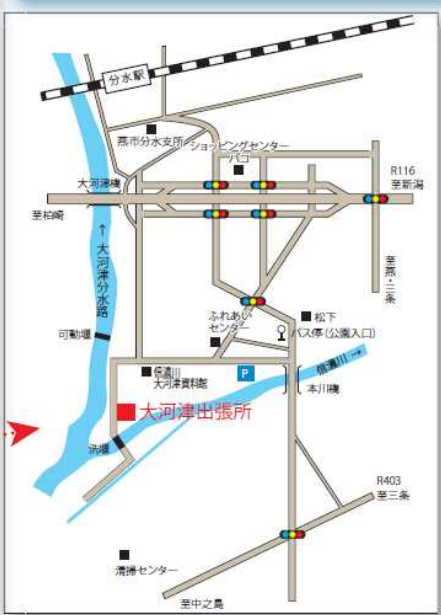 分水駅
燕市分水支所
ショッピングセンター
パコ
大河津橋
R116
至新潟
至柏崎
↑大河津分水路
至燕・三条
ふれあい
センター
松下
バス停(公園入口)
可動堰
信濃川
大河津資料館
P
信濃川→
本川橋
大河津出張所
洗堰
R403
至三条
清掃センター
至中之島